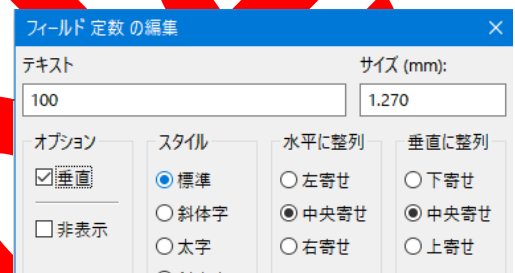 フィールド 定数 の編集
テキスト サイズ (mm):
100 1.270
オプション スタイル 水平に整列 垂直に整列
垂直 標準 左寄せ 下寄せ
斜体字 中央寄せ 中央寄せ
非表示
太字 右寄せ 上寄せ